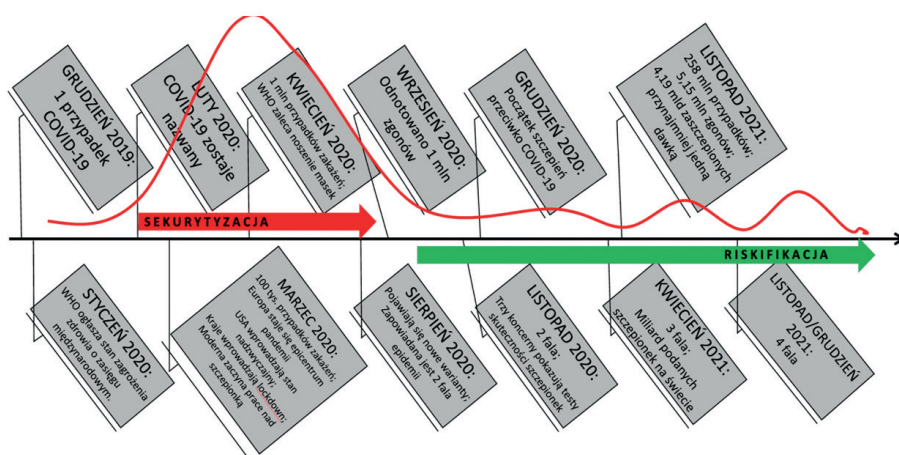 GRUDZIEŃ 2019:
1 przypadek
COVID-19
LUTY 2020:
COVID-19 zostaje
nazwany
KWIECIEŃ 2020:
1 mln przypadków zakażeń;
WHO zaleca noszenie masek
WRZESIEŃ 2020:
Odnotowano 1 mln
zgonów
GRUDZIEŃ 2020:
Początek szczepień
przeciwko COVID-19
LISTOPAD 2021:
258 mln przypadków;
5,15 mln zgonów;
4,19 mld zaszczepionych
przynajmniej jedną
dawką
SEKURYTYZACJA
RISKIFIKACJA
STYCZEŃ 2020:
WHO ogłasza stan zagrożenia
zdrowia o zasięgu
międzynarodowym.
MARZEC 2020:
100 tys. przypadków zakażeń;
Europa staje się epicentrum
pandemii
USA wprowadzają stan
nadzwyczajny;
Kraje wprowadzają lockdown;
Moderna zaczyna prace nad
szczepionką
SIERPIEŃ 2020:
Pojawiają się nowe warianty;
Zapowiadana jest 2 fala
epidemii
LISTOPAD 2020:
2 fala;
Trzy koncerny pokazują testy
skuteczności szczepionek
KWIECIEŃ 2021:
3 fala;
Miliard podanych
szczepionek na świecie
LISTOPAD/GRUDZIEŃ
2021:
4 fala